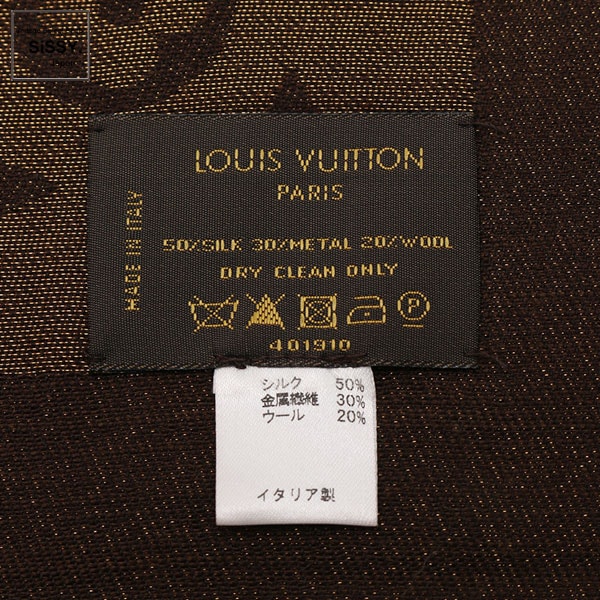 SiSSY
LOUIS VUITTON
PARIS
MADE IN ITALY
50%SILK 30%METAL 20%WOOL
DRY CLEAN ONLY
P
401910
シルク 50%
金属繊維 30%
ウール 20%
イタリア製